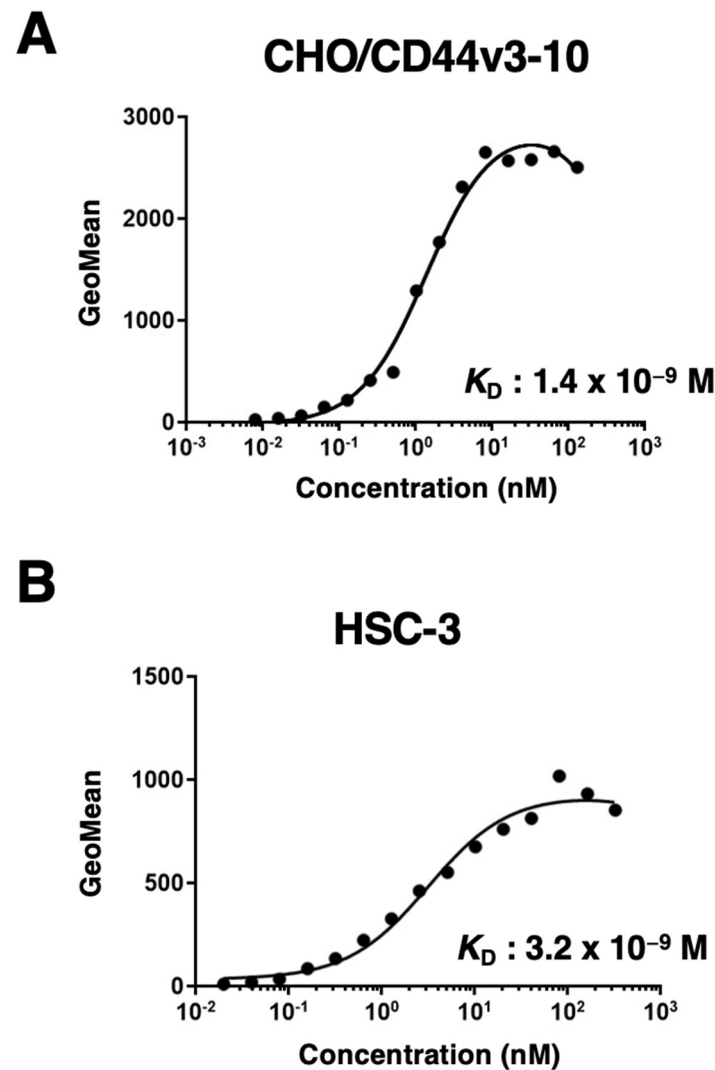 A
CHO/CD44v3-10
3000
2000
1000
0
GeoMean
K_D : 1.4 x 10⁻⁹ M
10⁻³ 10⁻² 10⁻¹ 10⁰ 10¹ 10² 10³
Concentration (nM)
B
HSC-3
1500
1000
500
0
GeoMean
K_D : 3.2 x 10⁻⁹ M
10⁻² 10⁻¹ 10⁰ 10¹ 10² 10³
Concentration (nM)